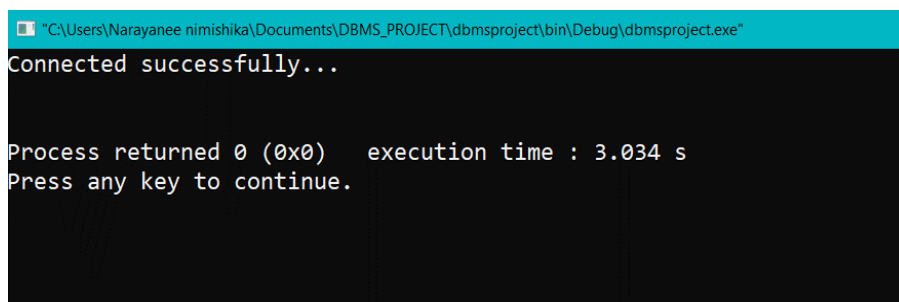 "C:\Users\Narayanee nimishika\Documents\DBMS_PROJECT\dbmsproject\bin\Debug\dbmsproject.exe"
Connected successfully...
Process returned 0 (0x0)   execution time : 3.034 s
Press any key to continue.